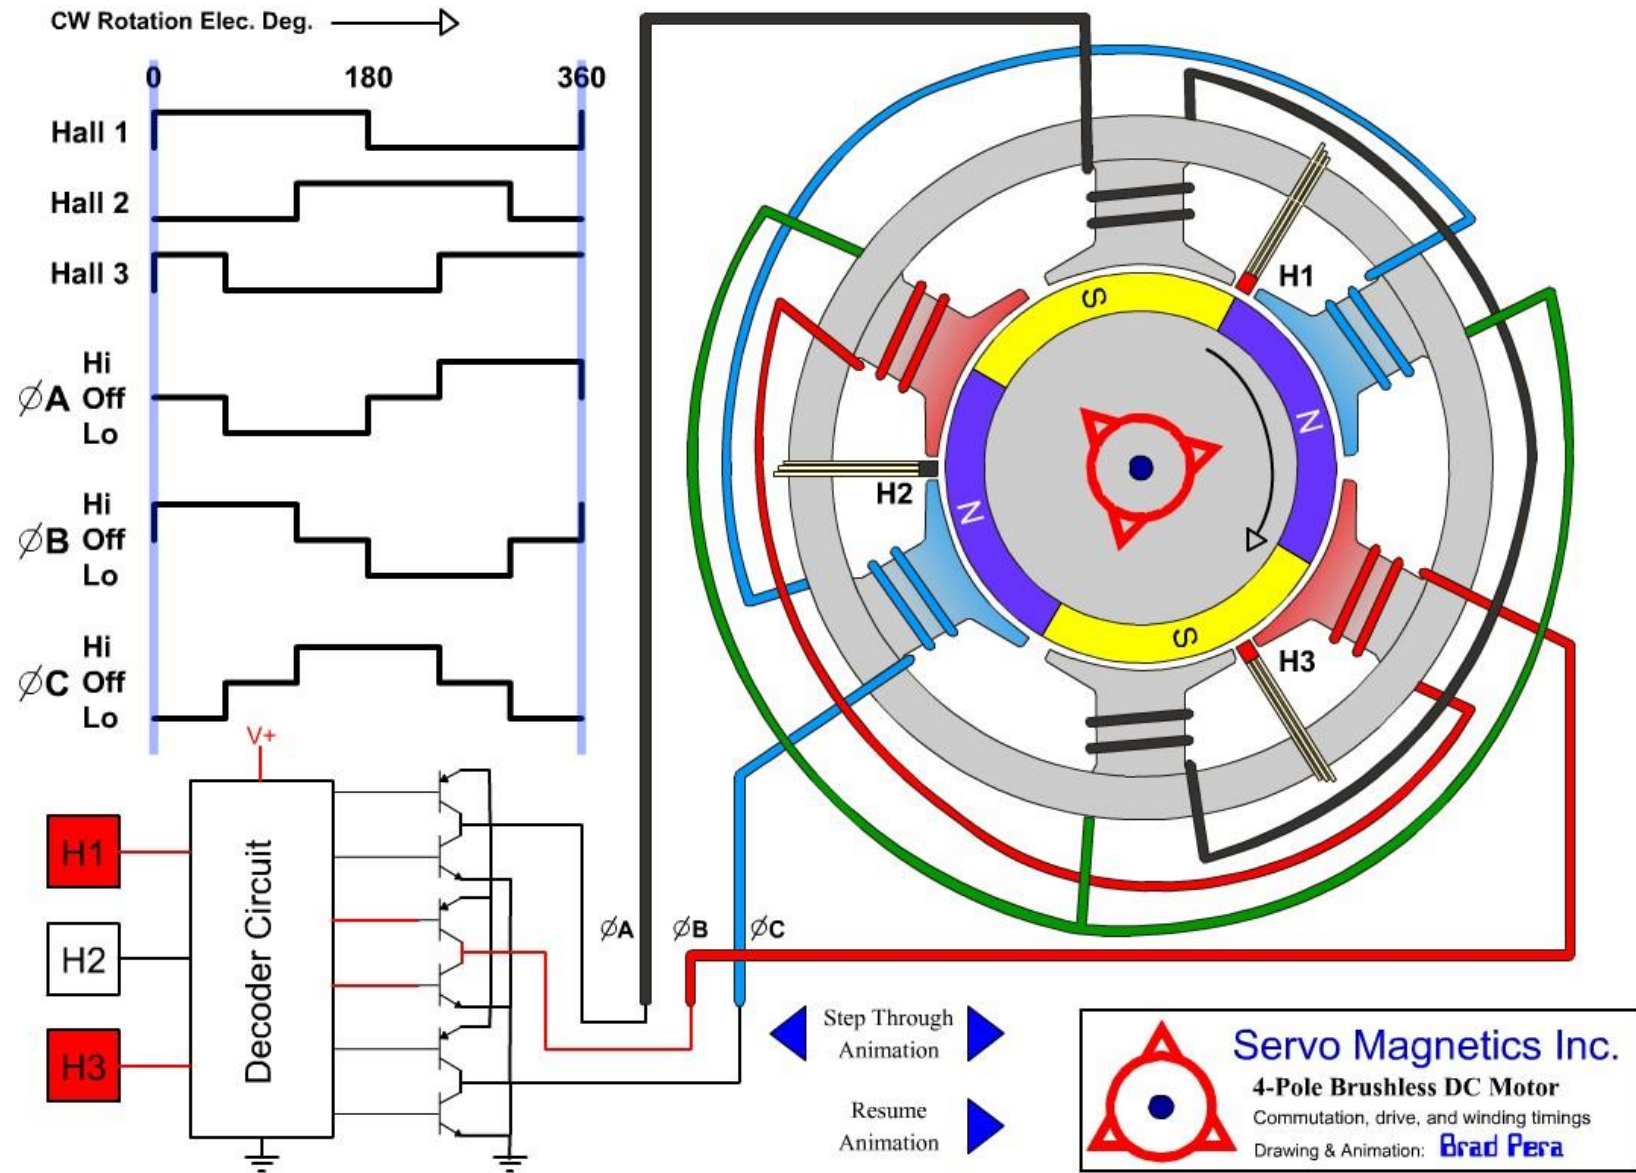 CW Rotation Elec. Deg.
0 180 360
Hall 1
Hall 2
Hall 3
Hi
ØA Off
Lo
Hi
ØB Off
Lo
Hi
ØC Off
Lo
V+
H1
H2
H3
Decoder Circuit
ØA ØB ØC
S
H1
N
H2
N
S
H3
Step Through
Animation
Resume
Animation
Servo Magnetics Inc.
4-Pole Brushless DC Motor
Commutation, drive, and winding timings
Drawing & Animation: Brad Pera